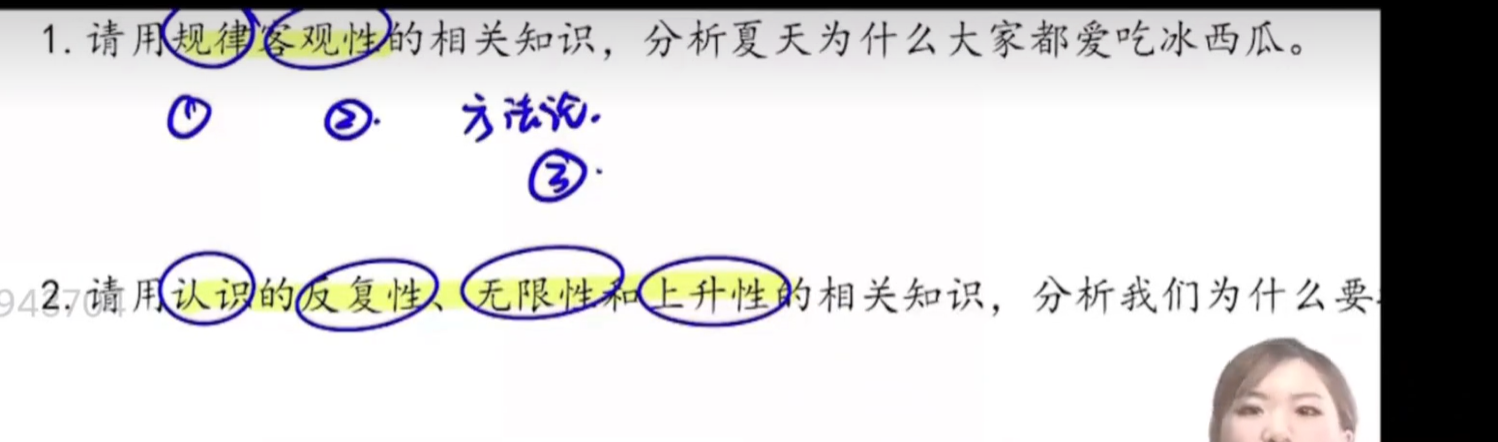 1. 请用规律客观性的相关知识，分析夏天为什么大家都爱吃冰西瓜。
① ②. 方法论.
③.
2. 请用认识的反复性、无限性和上升性的相关知识，分析我们为什么要